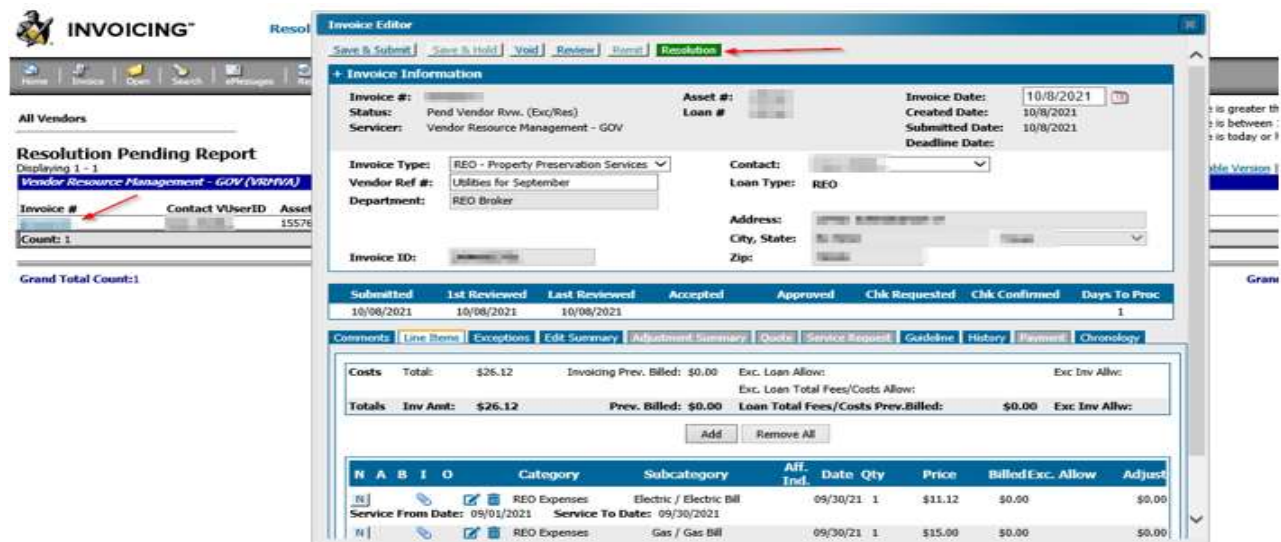 INVOICING
Resol
Home Invoice Open Search eMessages Re
All Vendors
Resolution Pending Report
Displaying 1 - 1
Vendor Resource Management - GOV (VRMVA)
Invoice # Contact VUserID Asset
1557
Count: 1
Grand Total Count:1
Invoice Editor
Save & Submit Save & Hold Void Review Remit Resolution
+ Invoice Information
Invoice #: Asset #: Invoice Date: 10/8/2021
Status: Pend Vendor Rvw. (Exc/Res) Loan # Created Date: 10/8/2021
Servicer: Vendor Resource Management - GOV Submitted Date: 10/8/2021
Deadline Date:
Invoice Type: REO - Property Preservation Services Contact:
Vendor Ref #: Utilities for September Loan Type: REO
Department: REO Broker
Address:
City, State:
Invoice ID: Zip:
Submitted 1st Reviewed Last Reviewed Accepted Approved Chk Requested Chk Confirmed Days To Proc
10/08/2021 10/08/2021 10/08/2021 1
Comments Line Items Exceptions Edit Summary Adjustment Summary Quote Service Request Guideline History Payment Chronology
Costs Total: $26.12 Invoicing Prev. Billed: $0.00 Exc. Loan Allow: Exc Inv Allw:
Exc. Loan Total Fees/Costs Allow:
Totals Inv Amt: $26.12 Prev. Billed: $0.00 Loan Total Fees/Costs Prev.Billed: $0.00 Exc Inv Allw:
Add Remove All
N A B I O Category Subcategory Aff. Ind. Date Qty Price Billed Exc. Allow Adjust
N REO Expenses Electric / Electric Bill 09/30/21 1 $11.12 $0.00 $0.00
Service From Date: 09/01/2021 Service To Date: 09/30/2021
N REO Expenses Gas / Gas Bill 09/30/21 1 $15.00 $0.00 $0.00
e is greater th
e is between
e is today or
able Version
Gran